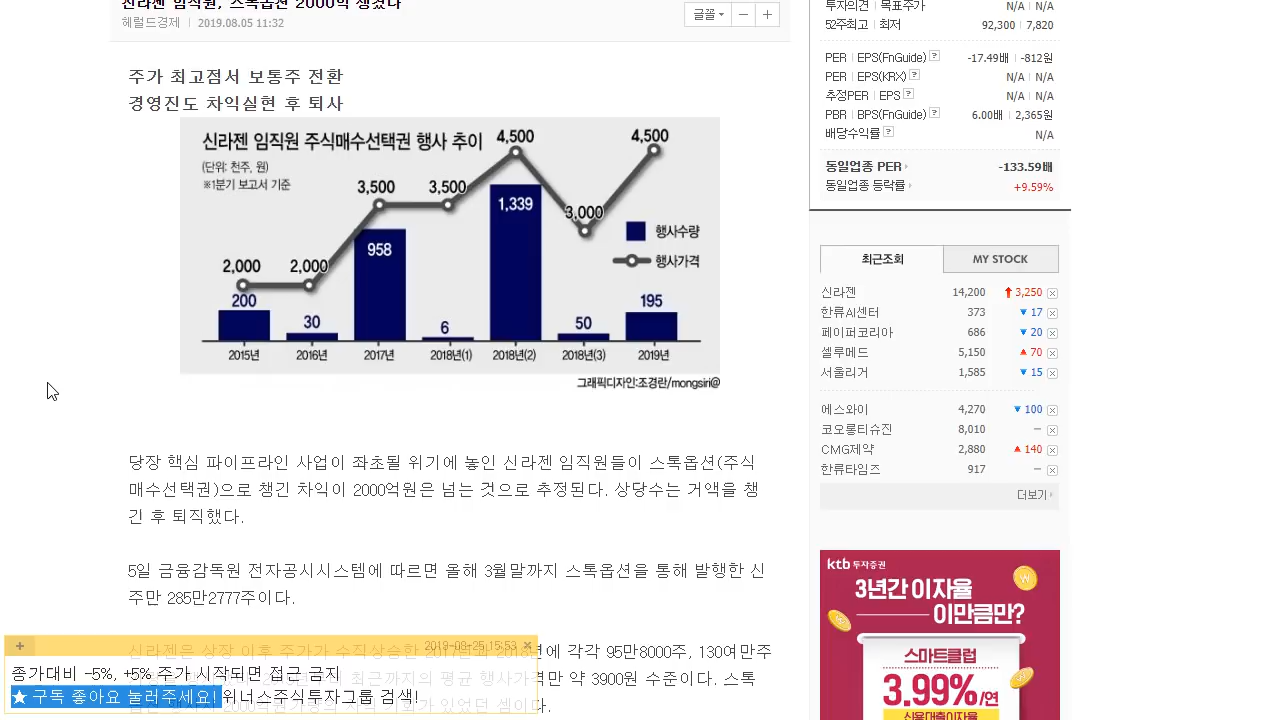 신라젠 임직원, 스톡옵션 2000억 챙겼다
헤럴드경제 | 2019.08.05 11:32
글꼴 − +
주가 최고점서 보통주 전환
경영진도 차익실현 후 퇴사
신라젠 임직원 주식매수선택권 행사 추이
(단위: 천주, 원)
※1분기 보고서 기준
2,000 2,000 3,500 3,500 4,500 3,000 4,500
200 30 958 6 1,339 50 195
행사수량
행사가격
2015년 2016년 2017년 2018년(1) 2018년(2) 2018년(3) 2019년
그래픽디자인:조경란/mongsiri@
당장 핵심 파이프라인 사업이 좌초될 위기에 놓인 신라젠 임직원들이 스톡옵션(주식
매수선택권)으로 챙긴 차익이 2000억원은 넘는 것으로 추정된다. 상당수는 거액을 챙
긴 후 퇴직했다.
5일 금융감독원 전자공시시스템에 따르면 올해 3월말까지 스톡옵션을 통해 발행한 신
주만 285만2777주이다.
신라젠은 상장 이후 주가가 수직상승한 2017년과 2018년에 각각 95만8000주, 130여만주
최근까지의 평균 행사가격만 약 3900원 수준이다. 스톡
셈이다.
+ 2019-08-25 15:53 ×
종가대비 -5%, +5% 주가 시작되면 접근 금지
★ 구독 좋아요 눌러주세요! 위너스주식투자그룹 검색!
투자의견 | 목표주가 N/A | N/A
52주최고 | 최저 92,300 | 7,820
PER | EPS(FnGuide) ? -17.49배 | -812원
PER | EPS(KRX) ? N/A | N/A
추정PER | EPS ? N/A | N/A
PBR | BPS(FnGuide) ? 6.00배 | 2,365원
배당수익률 ? N/A
동일업종 PER -133.59배
동일업종 등락률 +9.59%
최근조회 MY STOCK
신라젠 14,200 ↑ 3,250
한류AI센터 373 ▼ 17
페이퍼코리아 686 ▼ 20
셀루메드 5,150 ▲ 70
서울리거 1,585 ▼ 15
에스와이 4,270 ▼ 100
코오롱티슈진 8,010 −
CMG제약 2,880 ▲ 140
한류타임즈 917 −
더보기
ktb 투자증권
3년간 이자율
이만큼만?
스마트클럽
3.99%/연
신용대출이자율